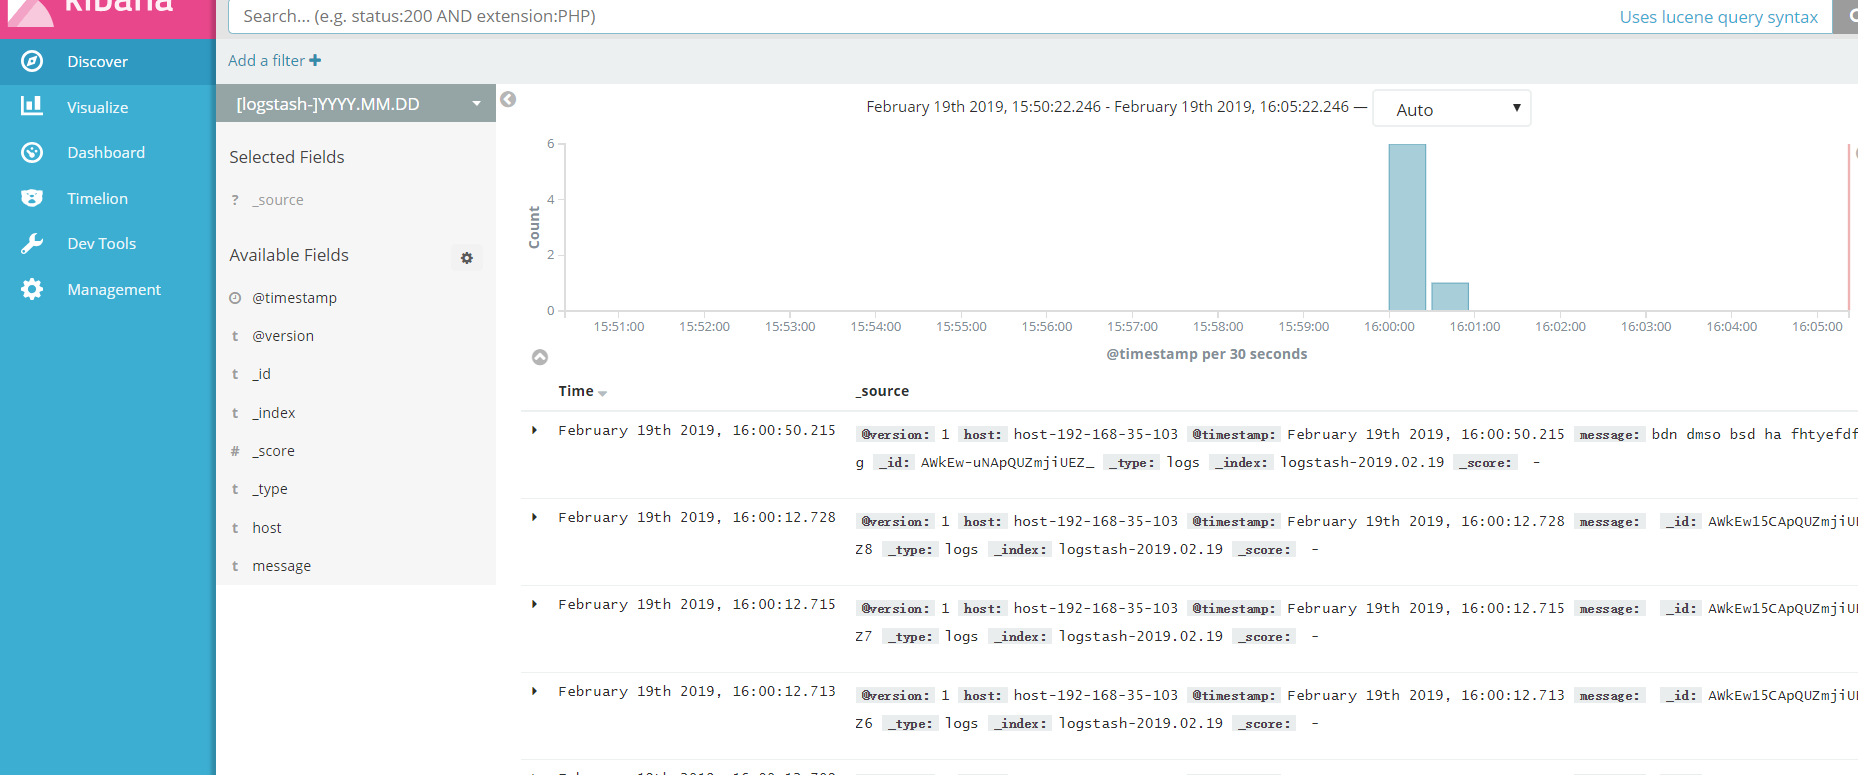 kibana
Search... (e.g. status:200 AND extension:PHP)
Uses lucene query syntax
Add a filter +
Discover
Visualize
Dashboard
Timelion
Dev Tools
Management
[logstash-]YYYY.MM.DD
Selected Fields
? _source
Available Fields
@timestamp
t @version
t _id
t _index
# _score
t _type
t host
t message
February 19th 2019, 15:50:22.246 - February 19th 2019, 16:05:22.246 —
Auto
Count
6
4
2
0
15:51:00 15:52:00 15:53:00 15:54:00 15:55:00 15:56:00 15:57:00 15:58:00 15:59:00 16:00:00 16:01:00 16:02:00 16:03:00 16:04:00 16:05:00
@timestamp per 30 seconds
Time _source
February 19th 2019, 16:00:50.215 @version: 1 host: host-192-168-35-103 @timestamp: February 19th 2019, 16:00:50.215 message: bdn dmso bsd ha fhtyefdf
g _id: AWkEw-uNApQUZmjiUEZ_ _type: logs _index: logstash-2019.02.19 _score: -
February 19th 2019, 16:00:12.728 @version: 1 host: host-192-168-35-103 @timestamp: February 19th 2019, 16:00:12.728 message: _id: AWkEw15CApQUZmjiU
Z8 _type: logs _index: logstash-2019.02.19 _score: -
February 19th 2019, 16:00:12.715 @version: 1 host: host-192-168-35-103 @timestamp: February 19th 2019, 16:00:12.715 message: _id: AWkEw15CApQUZmjiU
Z7 _type: logs _index: logstash-2019.02.19 _score: -
February 19th 2019, 16:00:12.713 @version: 1 host: host-192-168-35-103 @timestamp: February 19th 2019, 16:00:12.713 message: _id: AWkEw15CApQUZmjiU
Z6 _type: logs _index: logstash-2019.02.19 _score: -